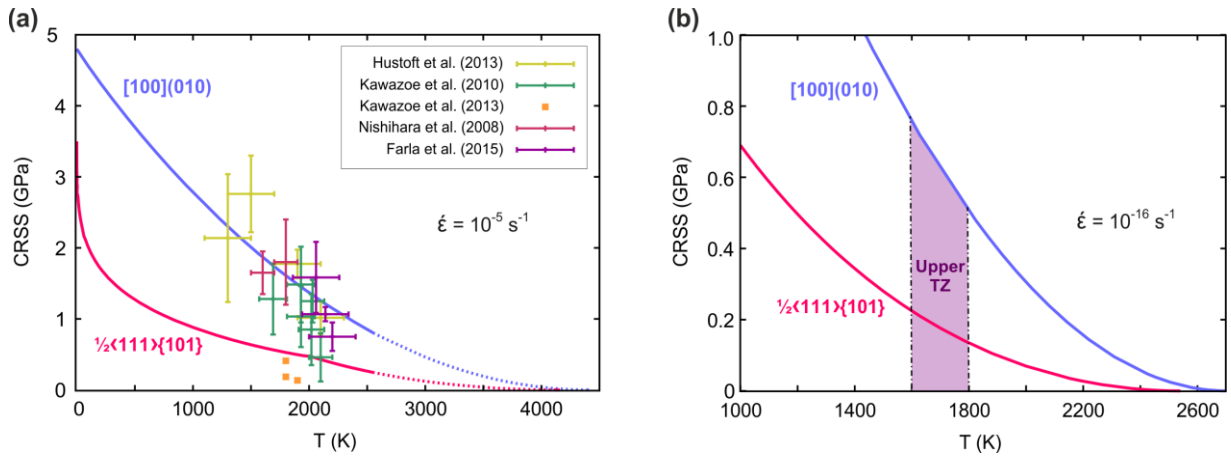 (a)
5
4
3
2
1
0
CRSS (GPa)
[100](010)
½<111>{101}
Hustoft et al. (2013)
Kawazoe et al. (2010)
Kawazoe et al. (2013)
Nishihara et al. (2008)
Farla et al. (2015)
ἐ = 10⁻⁵ s⁻¹
0 1000 2000 3000 4000
T (K)
(b)
1.0
0.8
0.6
0.4
0.2
0
CRSS (GPa)
[100](010)
½<111>{101}
Upper
TZ
ἐ = 10⁻¹⁶ s⁻¹
1000 1400 1800 2200 2600
T (K)